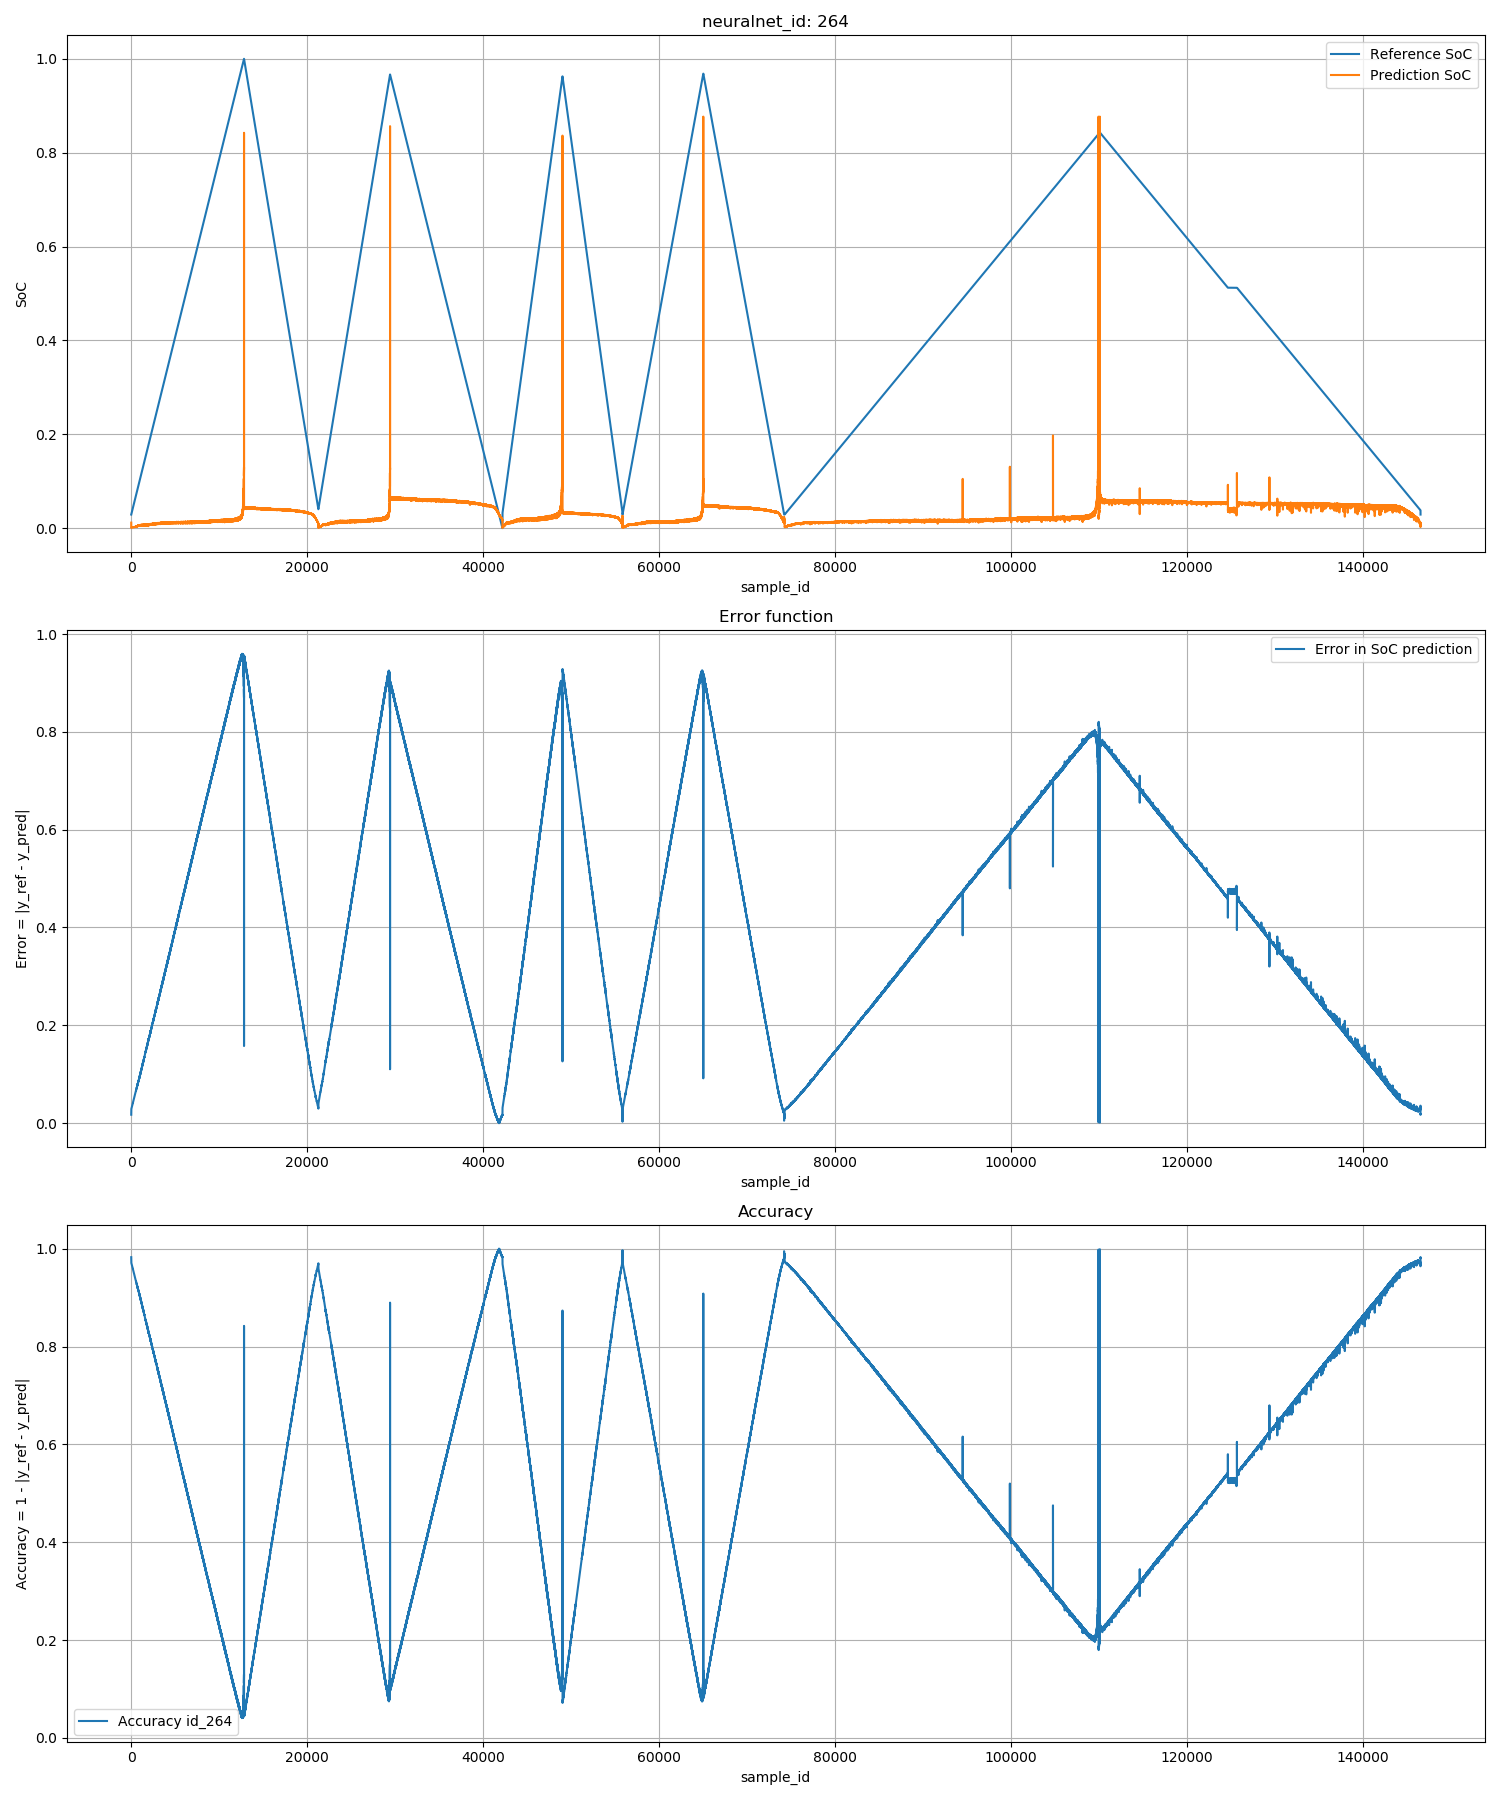 neuralnet_id: 264
Reference SoC
Prediction SoC
1.0
0.8
0.6
0.4
0.2
0.0
SoC
0 20000 40000 60000 80000 100000 120000 140000
sample_id
Error function
Error in SoC prediction
1.0
0.8
0.6
0.4
0.2
0.0
Error = |y_ref - y_pred|
0 20000 40000 60000 80000 100000 120000 140000
sample_id
Accuracy
1.0
0.8
0.6
0.4
0.2
0.0
Accuracy = 1 - |y_ref - y_pred|
Accuracy id_264
0 20000 40000 60000 80000 100000 120000 140000
sample_id